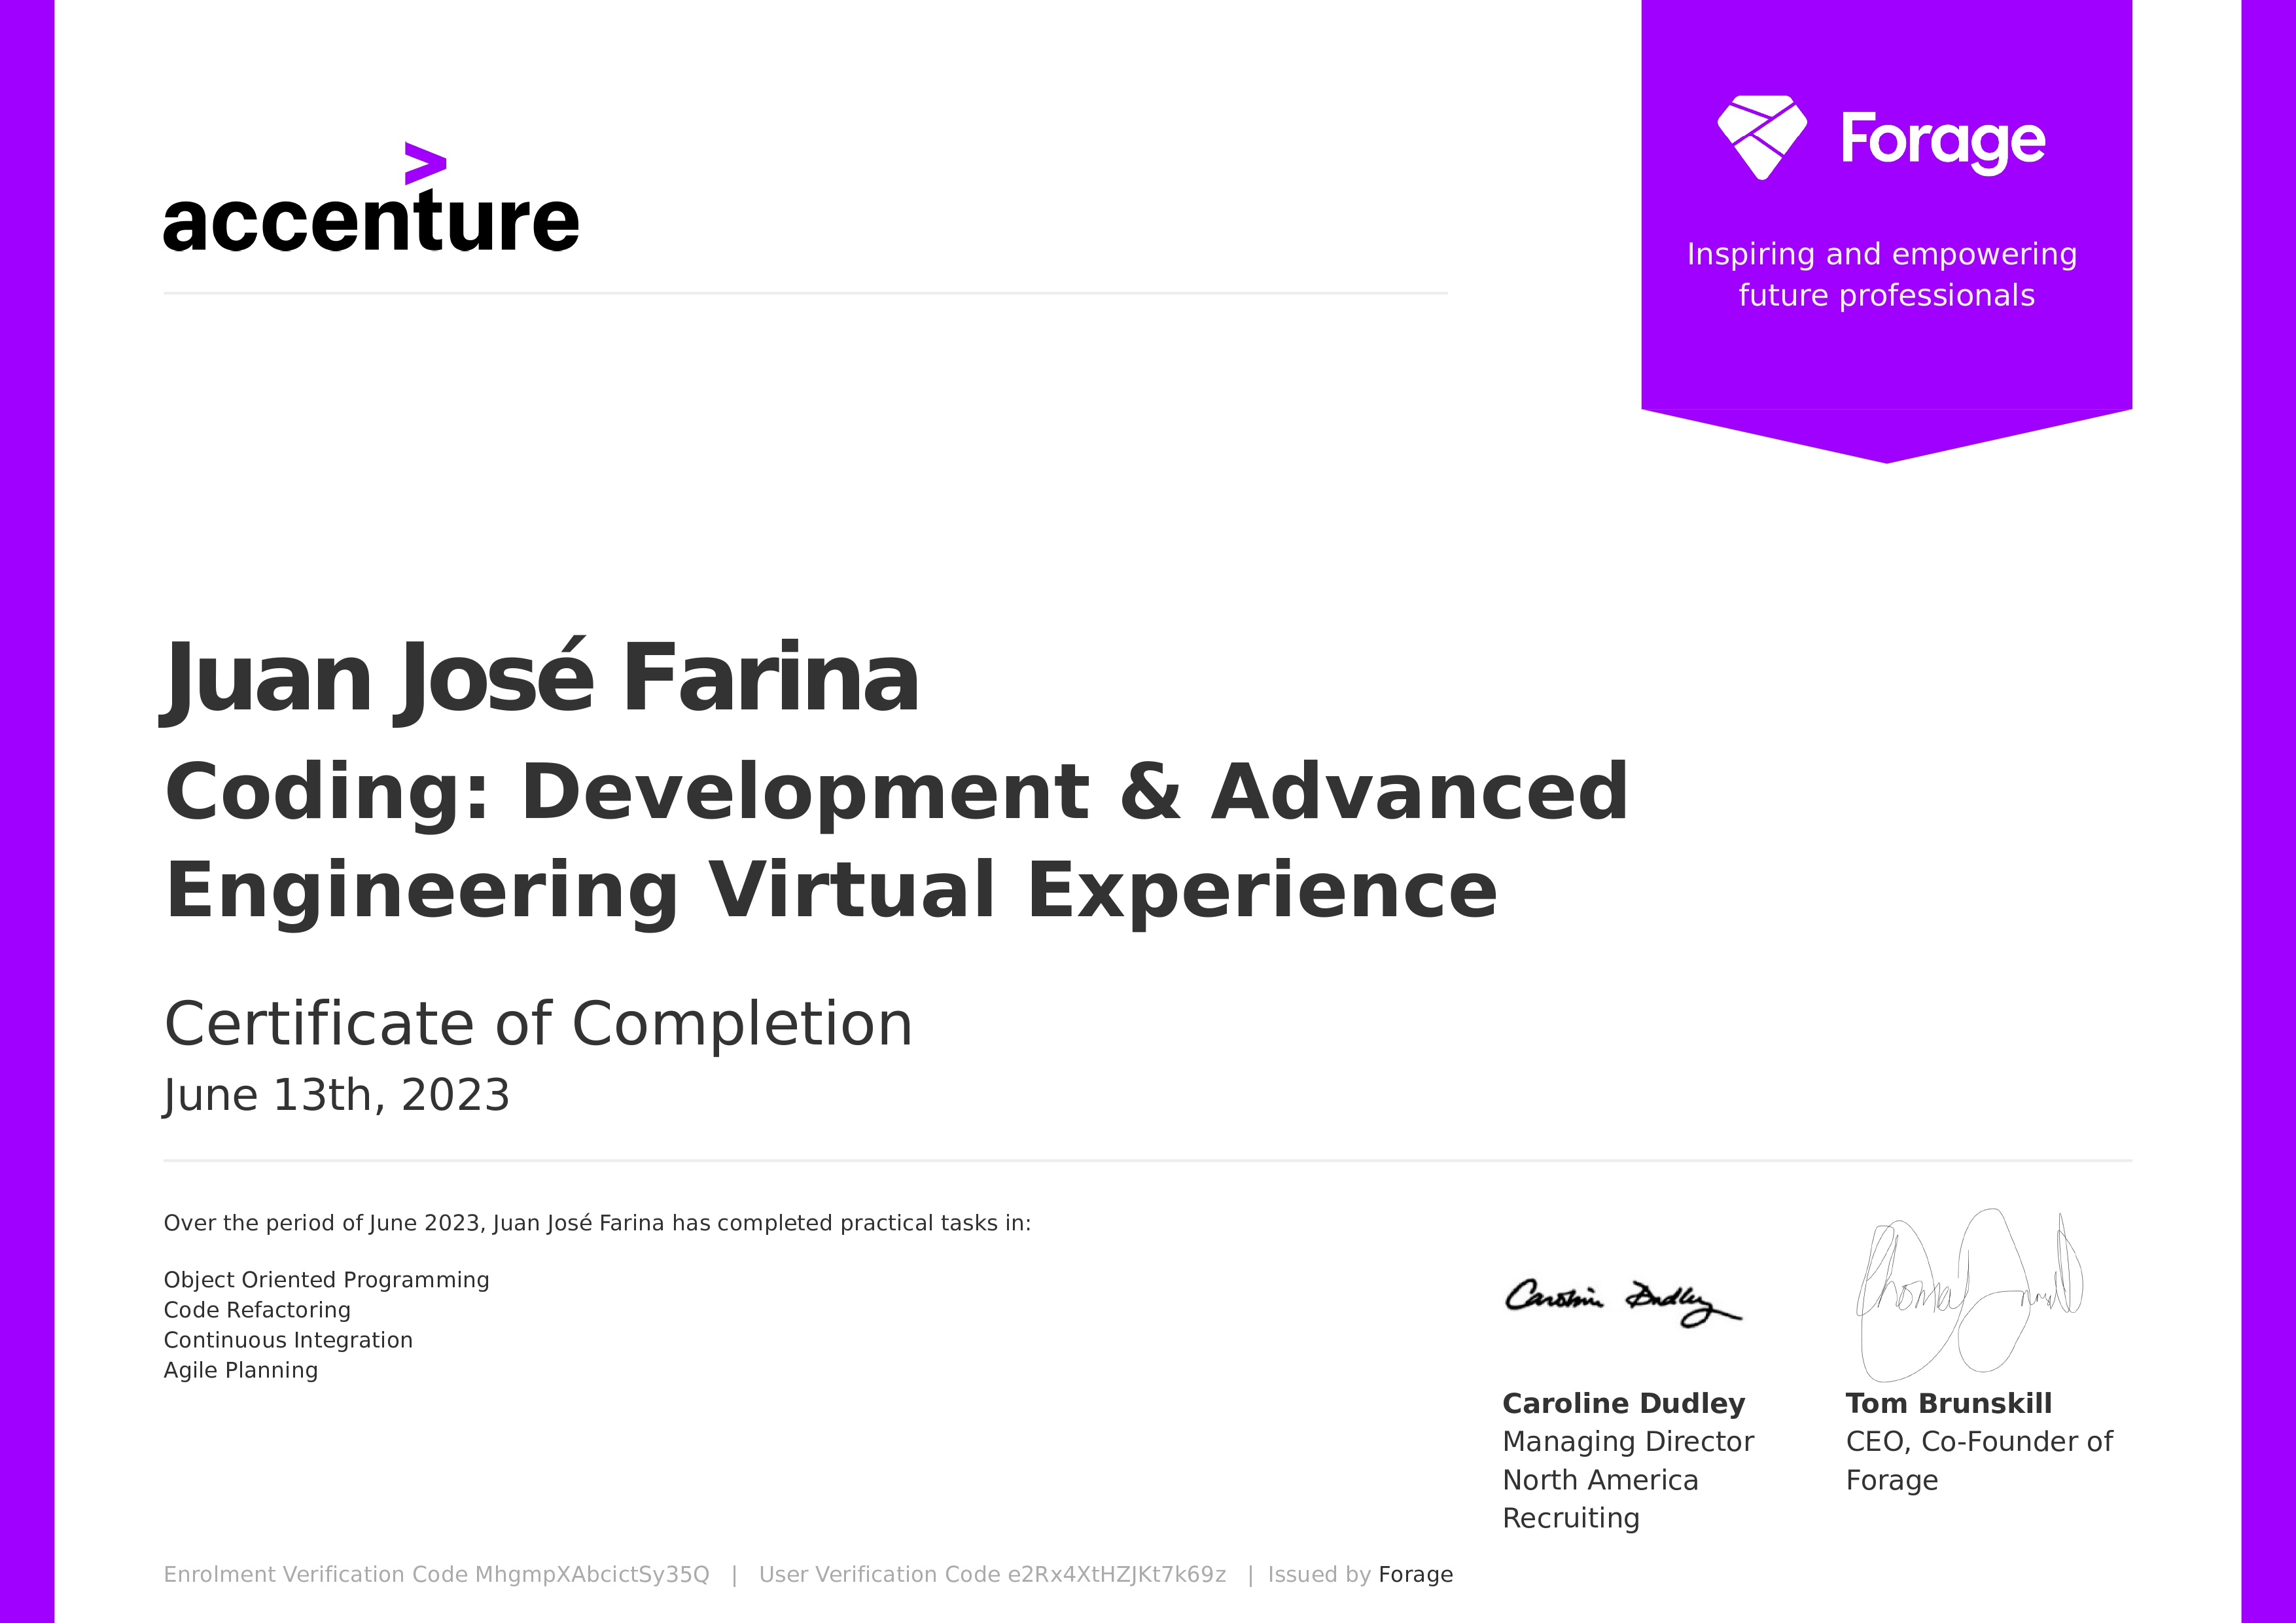 accenture
>
Forage
Inspiring and empowering
future professionals
Juan José Farina
Coding: Development & Advanced
Engineering Virtual Experience
Certificate of Completion
June 13th, 2023
Over the period of June 2023, Juan José Farina has completed practical tasks in:
Object Oriented Programming
Code Refactoring
Continuous Integration
Agile Planning
Caroline Dudley
Caroline Dudley
Managing Director
North America
Recruiting
Tom Brunskill
CEO, Co-Founder of
Forage
Enrolment Verification Code MhgmpXAbcictSy35Q | User Verification Code e2Rx4XtHZJKt7k69z | Issued by Forage